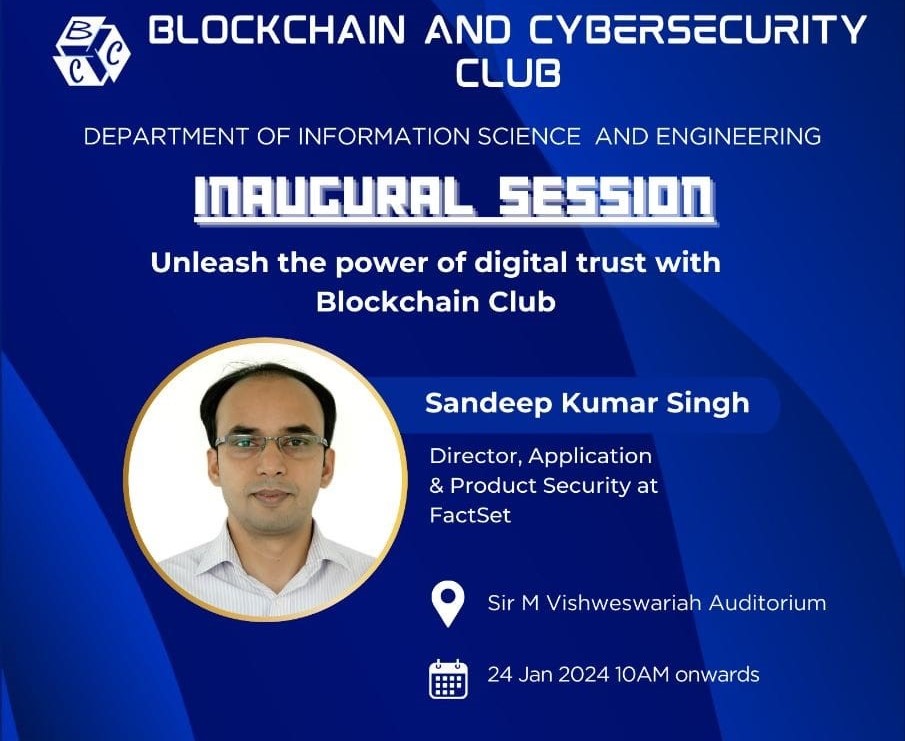 B
C C
BLOCKCHAIN AND CYBERSECURITY
CLUB
DEPARTMENT OF INFORMATION SCIENCE AND ENGINEERING
INAUGURAL SESSION
Unleash the power of digital trust with
Blockchain Club
Sandeep Kumar Singh
Director, Application
& Product Security at
FactSet
Sir M Vishweswariah Auditorium
24 Jan 2024 10AM onwards